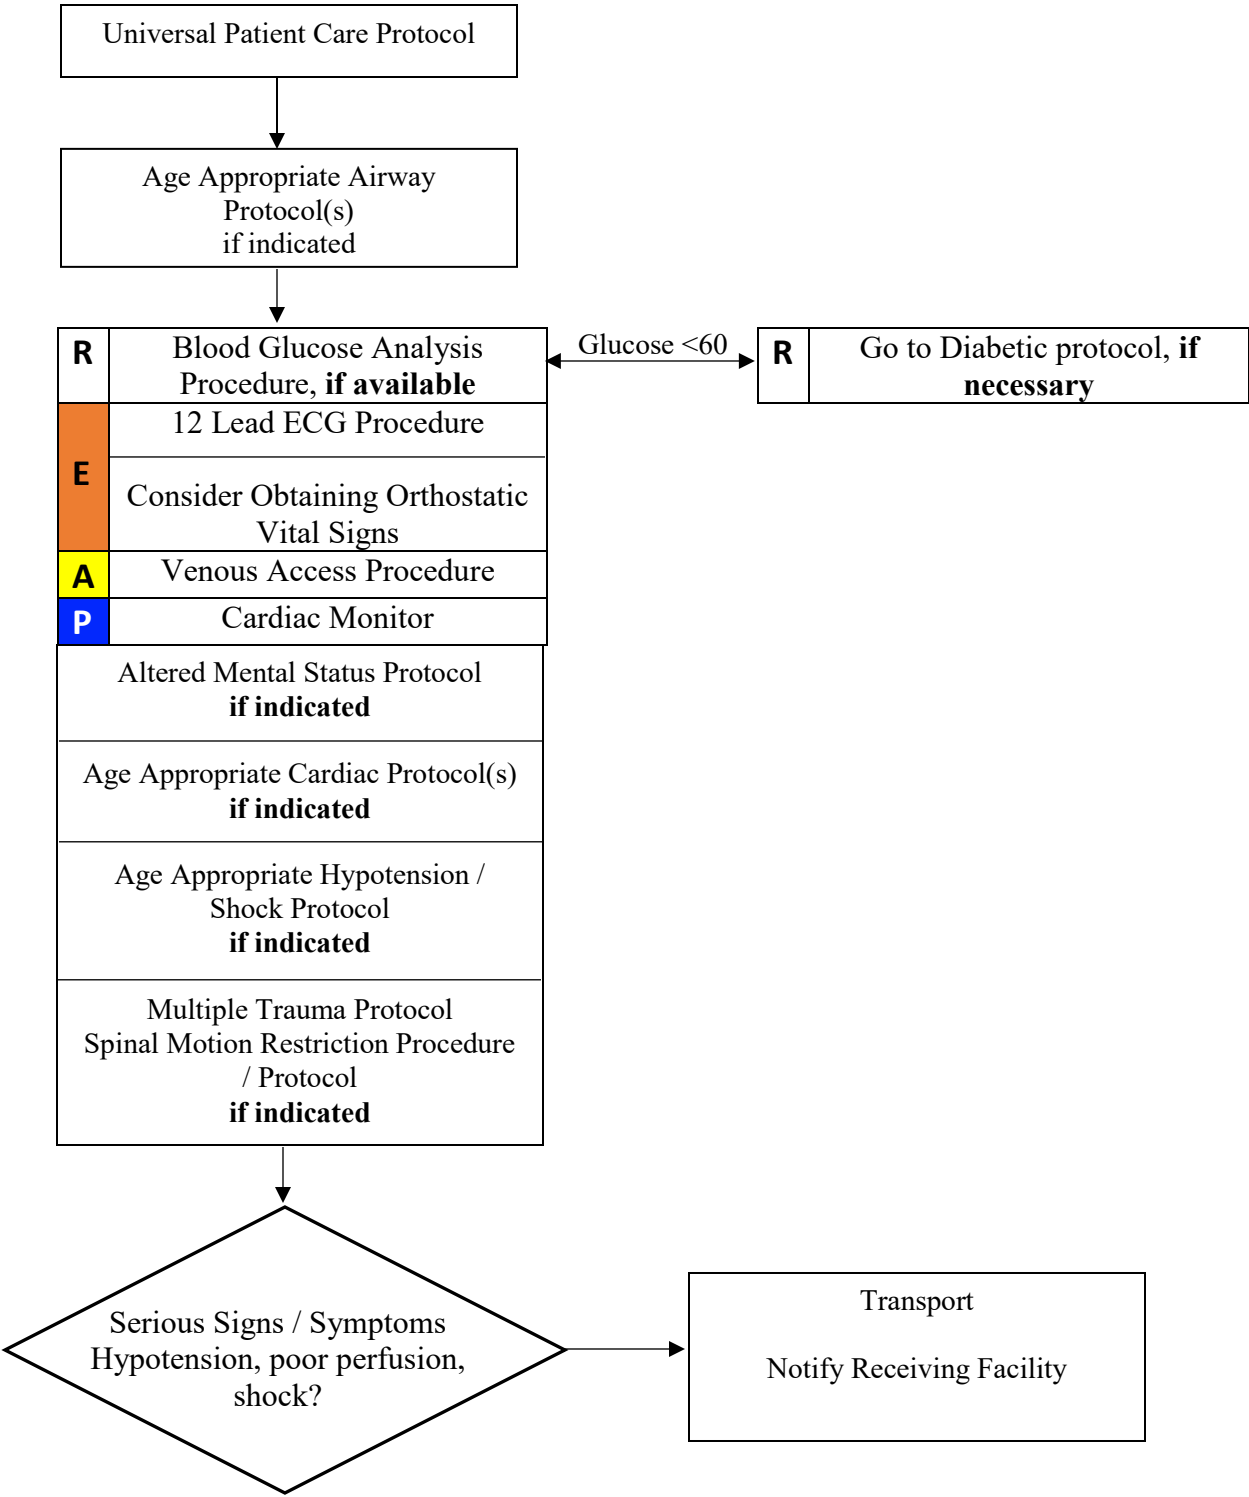 Universal Patient Care Protocol
Age Appropriate Airway
Protocol(s)
if indicated
R
Blood Glucose Analysis
Procedure, if available
Glucose <60
R
Go to Diabetic protocol, if
necessary
E
12 Lead ECG Procedure
Consider Obtaining Orthostatic
Vital Signs
A
Venous Access Procedure
P
Cardiac Monitor
Altered Mental Status Protocol
if indicated
Age Appropriate Cardiac Protocol(s)
if indicated
Age Appropriate Hypotension /
Shock Protocol
if indicated
Multiple Trauma Protocol
Spinal Motion Restriction Procedure
/ Protocol
if indicated
Serious Signs / Symptoms
Hypotension, poor perfusion,
shock?
Transport
Notify Receiving Facility